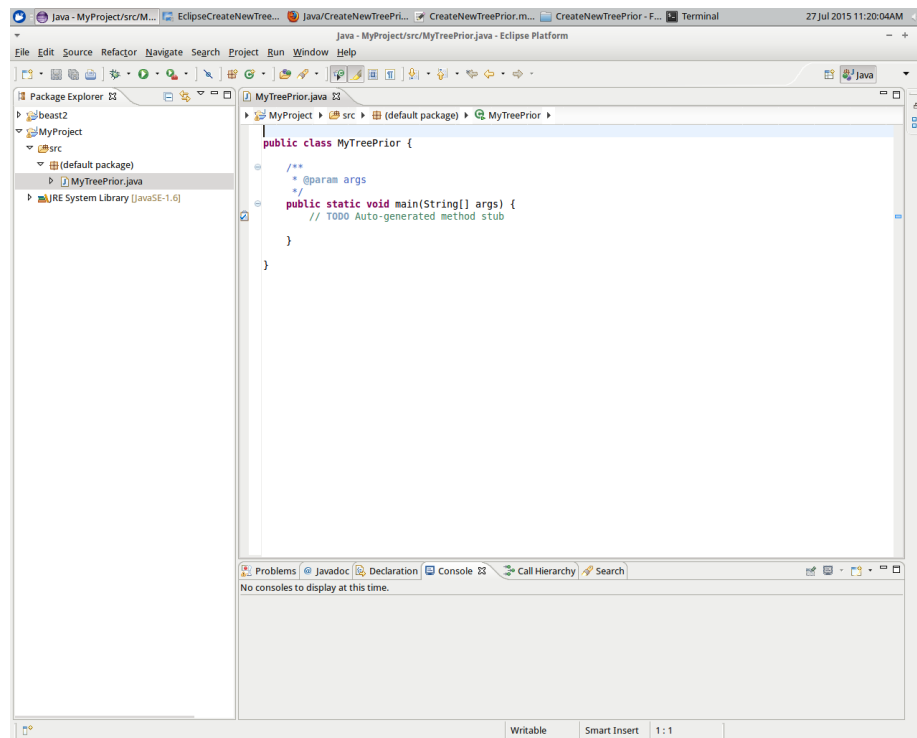 Java - MyProject/src/M... EclipseCreateNewTree... Java/CreateNewTreePri... CreateNewTreePrior.m... CreateNewTreePrior - F... Terminal 27 Jul 2015 11:20:04AM
Java - MyProject/src/MyTreePrior.java - Eclipse Platform
File Edit Source Refactor Navigate Search Project Run Window Help
Java
Package Explorer
beast2
MyProject
src
(default package)
MyTreePrior.java
JRE System Library [JavaSE-1.6]
MyTreePrior.java
MyProject src (default package) MyTreePrior
public class MyTreePrior {
/**
* @param args
*/
public static void main(String[] args) {
// TODO Auto-generated method stub
}
}
Problems @ Javadoc Declaration Console Call Hierarchy Search
No consoles to display at this time.
Writable Smart Insert 1 : 1